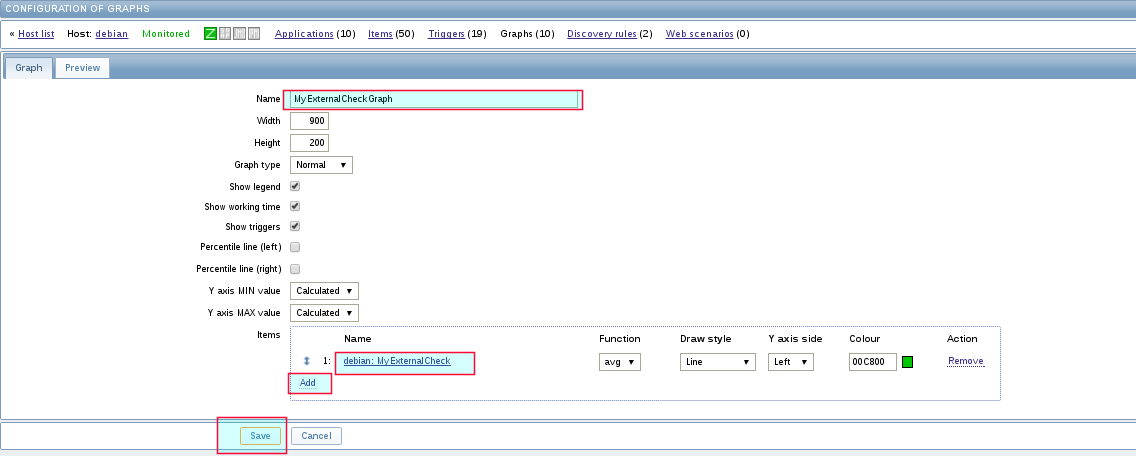 CONFIGURATION OF GRAPHS
« Host list Host: debian Monitored Z Applications (10) Items (50) Triggers (19) Graphs (10) Discovery rules (2) Web scenarios (0)
Graph Preview
Name My ExternalCheck Graph
Width 900
Height 200
Graph type Normal
Show legend
Show working time
Show triggers
Percentile line (left)
Percentile line (right)
Y axis MIN value Calculated
Y axis MAX value Calculated
Items Name Function Draw style Y axis side Colour Action
1: debian: My ExternalCheck avg Line Left 00C800 Remove
Add
Save Cancel